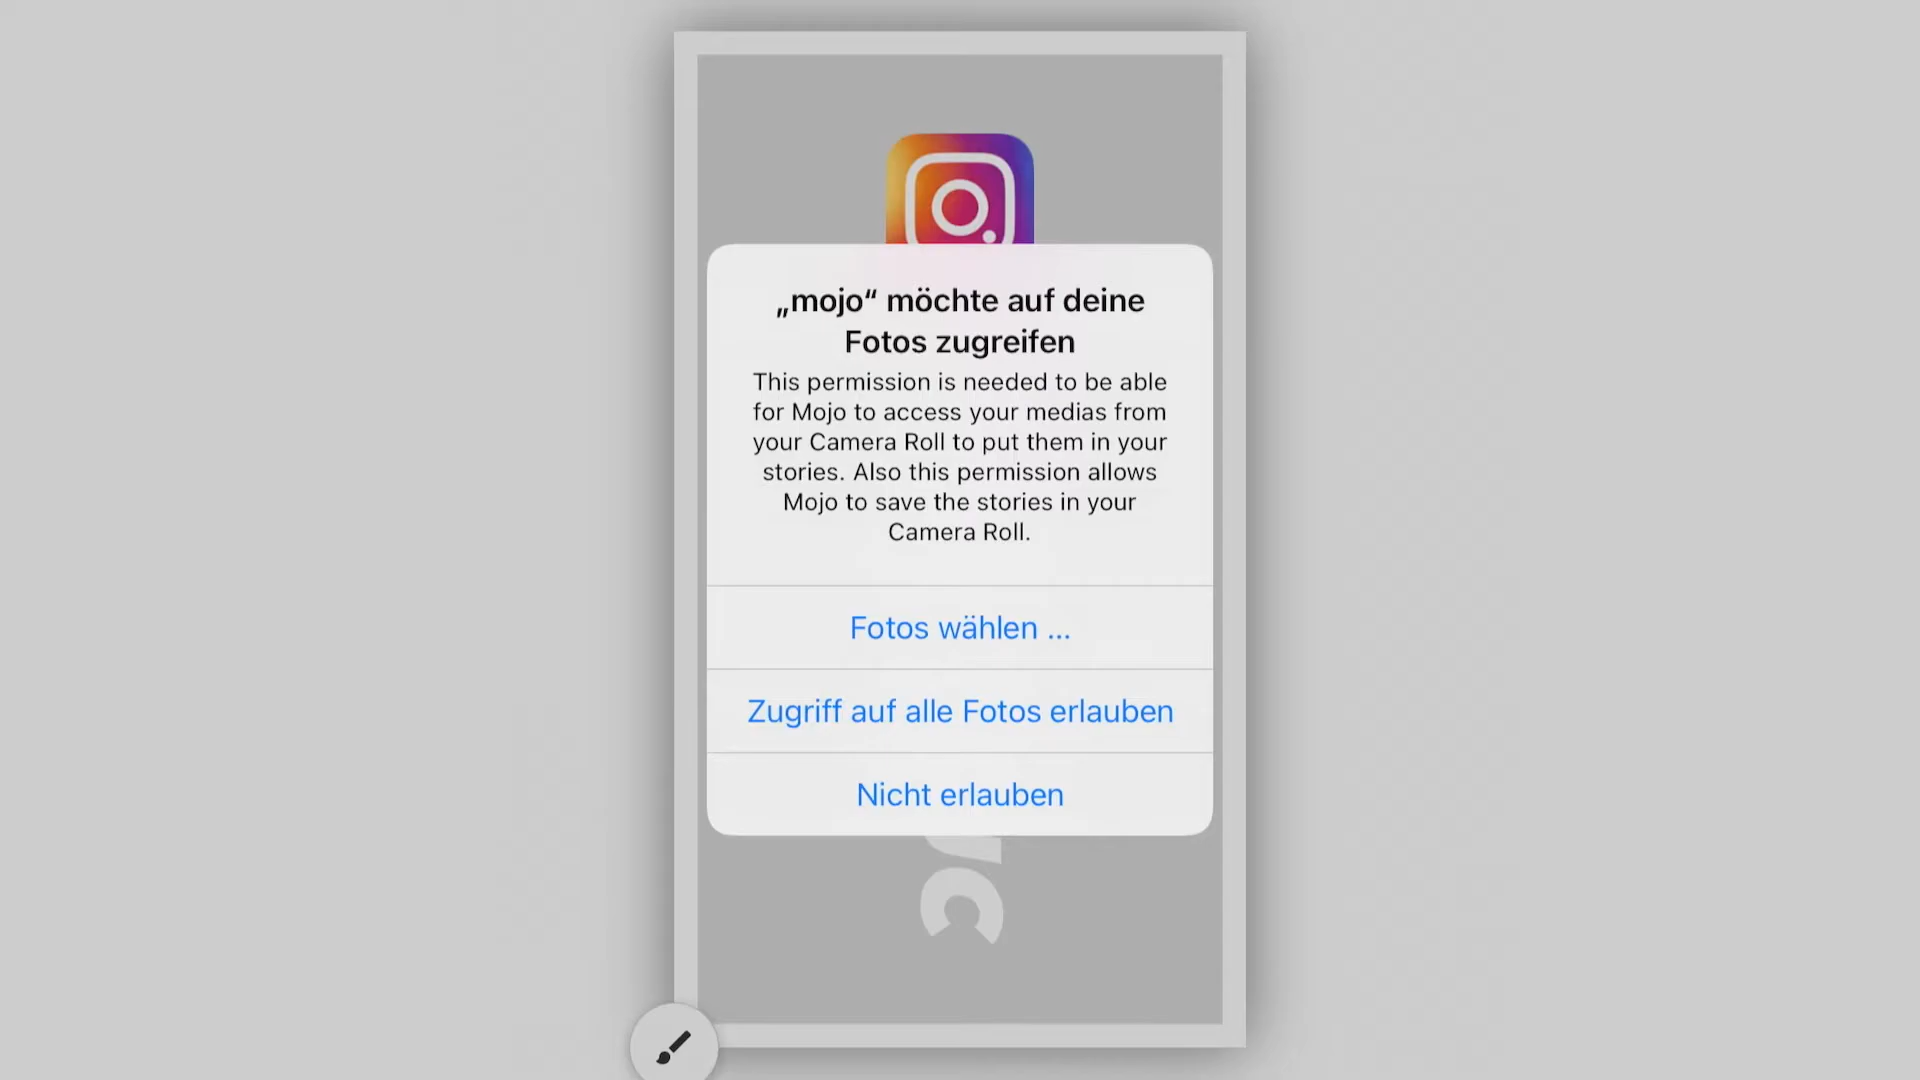 „mojo“ möchte auf deine
Fotos zugreifen
This permission is needed to be able
for Mojo to access your medias from
your Camera Roll to put them in your
stories. Also this permission allows
Mojo to save the stories in your
Camera Roll.
Fotos wählen ...
Zugriff auf alle Fotos erlauben
Nicht erlauben